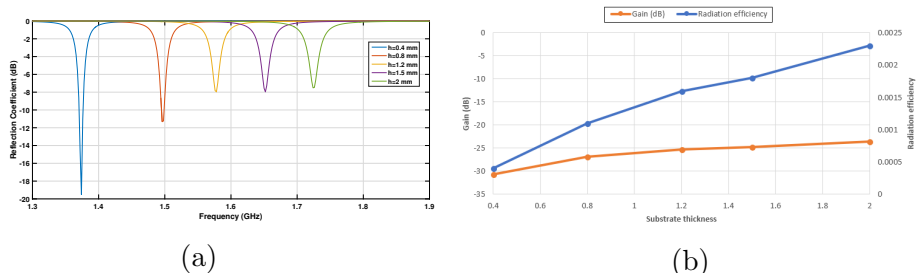 0
-2
-4
-6
-8
-10
-12
-14
-16
-18
-20
Reflection Coefficient (dB)
h=0.4 mm
h=0.8 mm
h=1.2 mm
h=1.5 mm
h=2 mm
1.3 1.4 1.5 1.6 1.7 1.8 1.9
Frequency (GHz)
(a)
Gain (dB) Radiation efficiency
0
-5
-10
-15
-20
-25
-30
-35
Gain (dB)
0.0025
0.002
0.0015
0.001
0.0005
0
Radiation efficiency
0.4 0.6 0.8 1 1.2 1.4 1.6 1.8 2
Substrate thickness
(b)